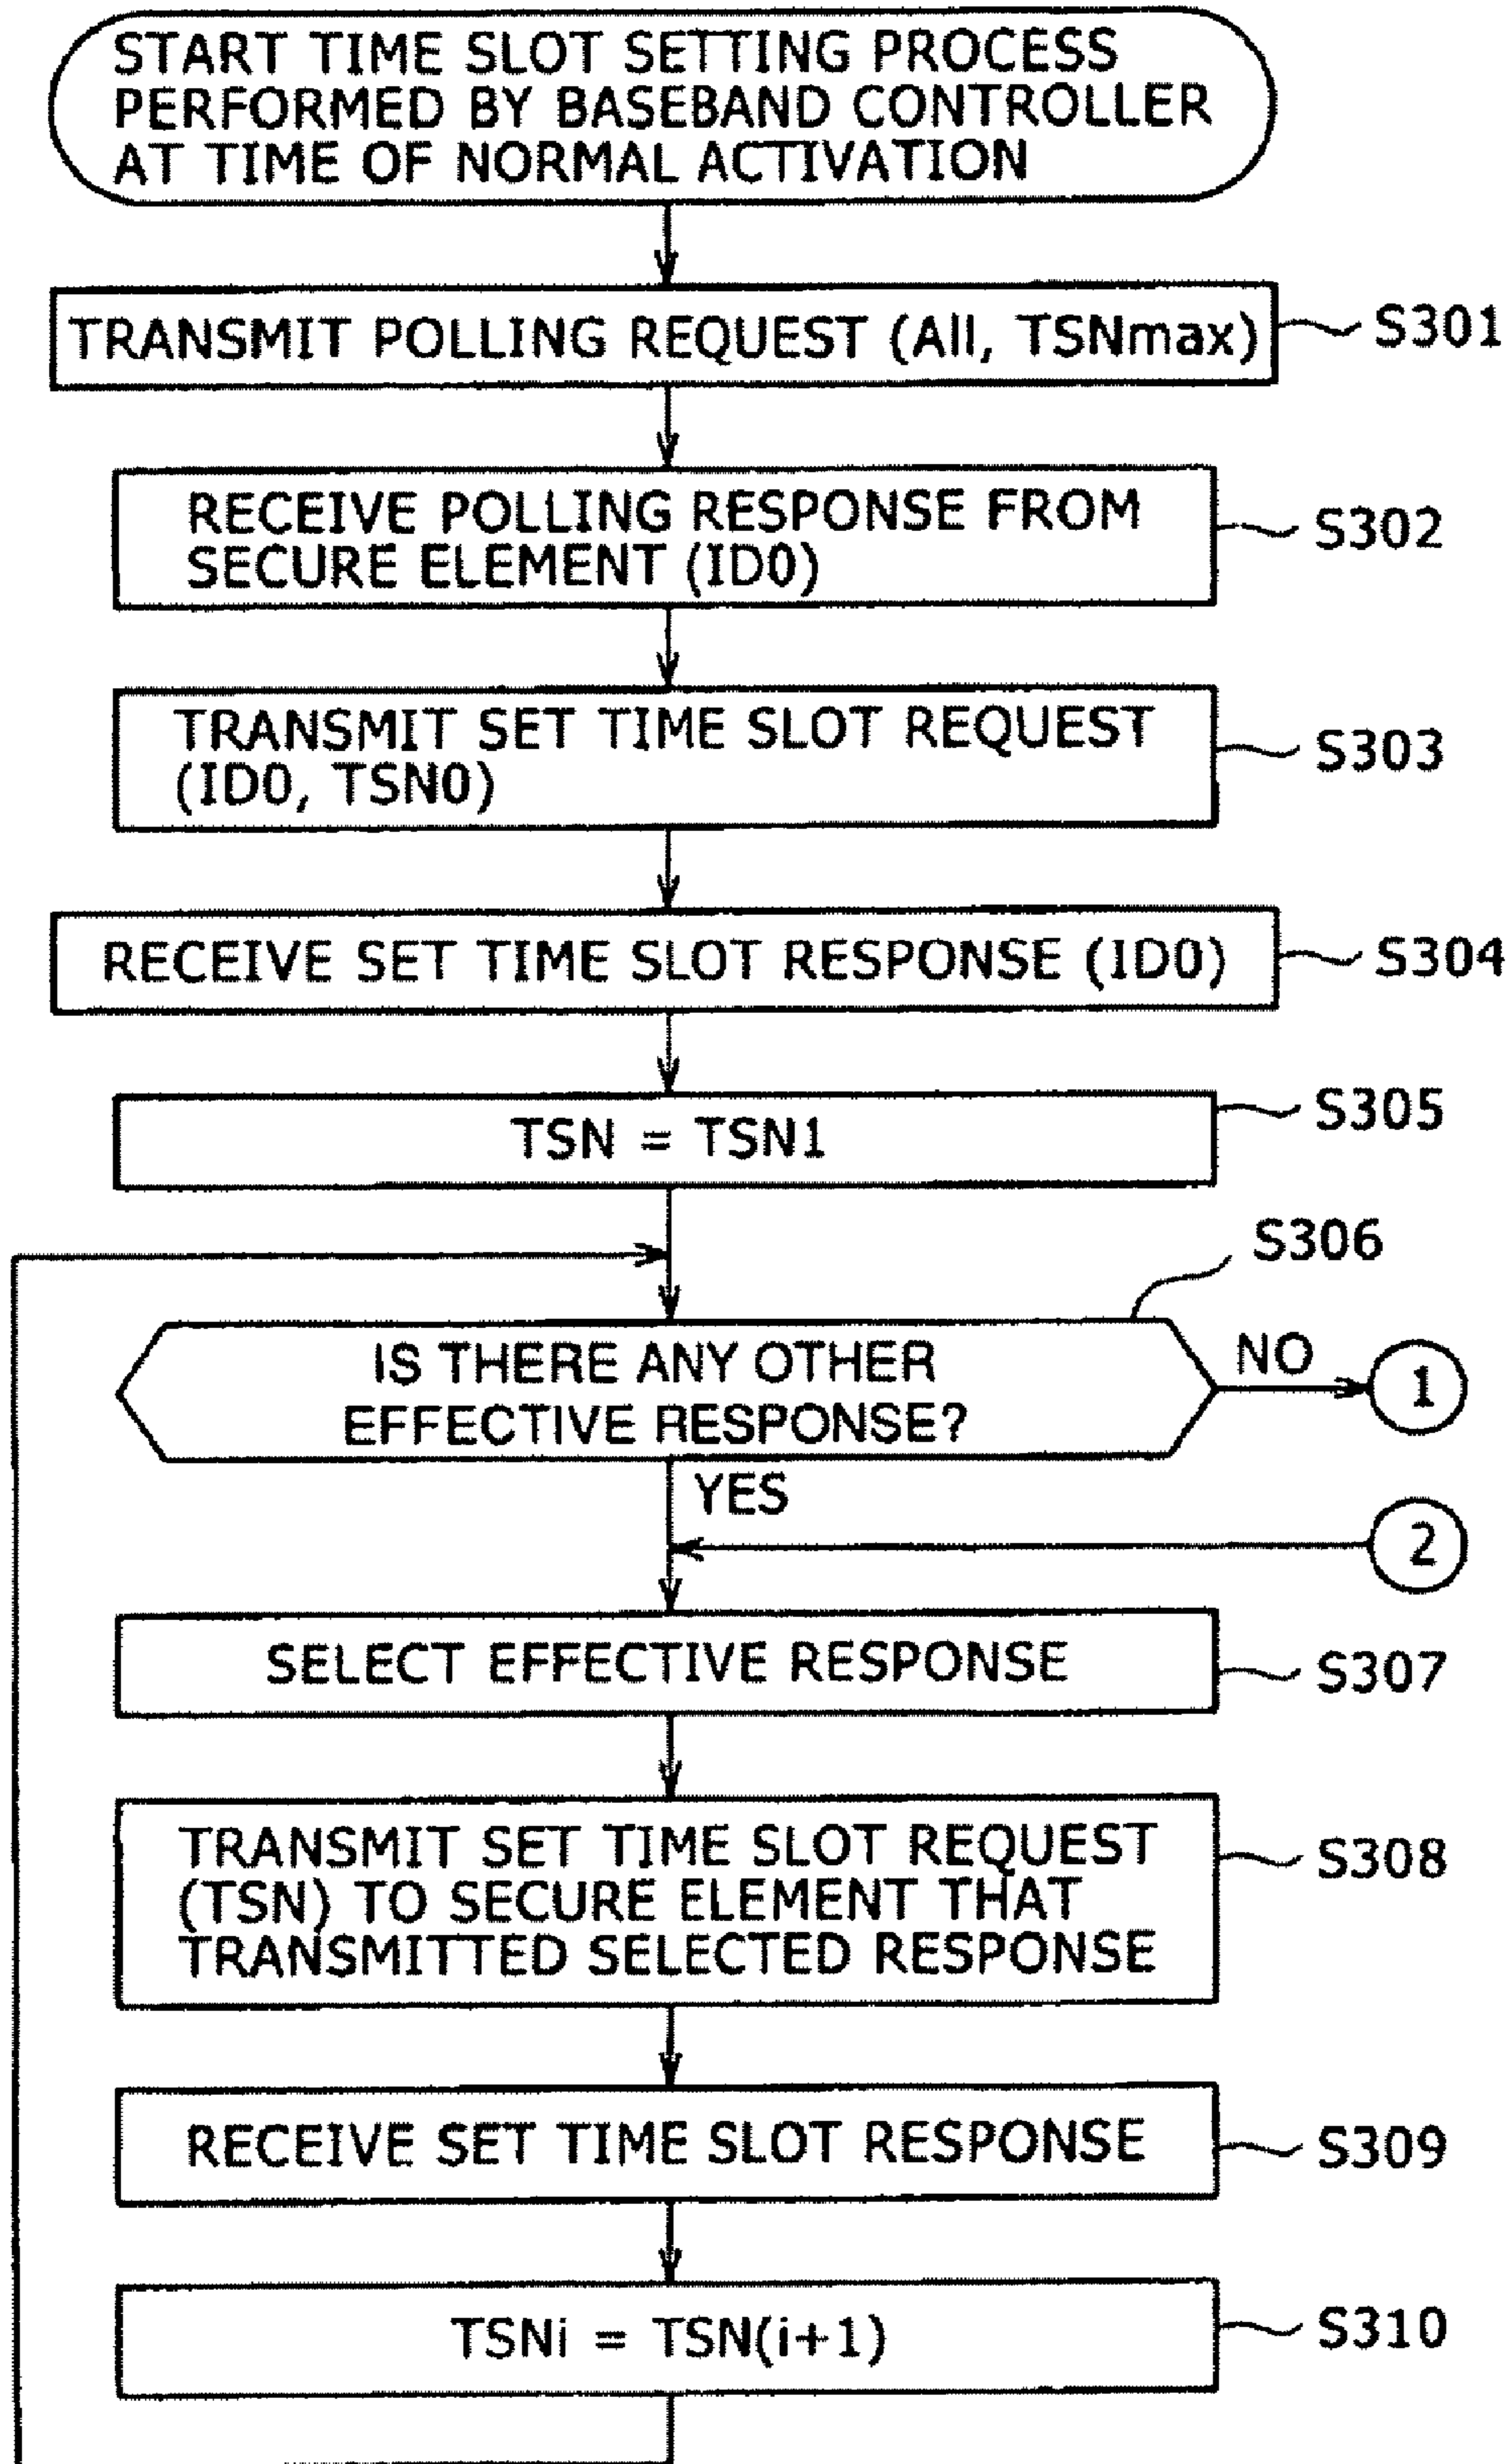 START TIME SLOT SETTING PROCESS
PERFORMED BY BASEBAND CONTROLLER
AT TIME OF NORMAL ACTIVATION
TRANSMIT POLLING REQUEST (All, TSNmax)
S301
RECEIVE POLLING RESPONSE FROM
SECURE ELEMENT (ID0)
S302
TRANSMIT SET TIME SLOT REQUEST
(ID0, TSN0)
S303
RECEIVE SET TIME SLOT RESPONSE (ID0)
S304
TSN = TSN1
S305
S306
IS THERE ANY OTHER
EFFECTIVE RESPONSE?
NO
1
YES
2
SELECT EFFECTIVE RESPONSE
S307
TRANSMIT SET TIME SLOT REQUEST
(TSN) TO SECURE ELEMENT THAT
TRANSMITTED SELECTED RESPONSE
S308
RECEIVE SET TIME SLOT RESPONSE
S309
TSNi = TSN(i+1)
S310